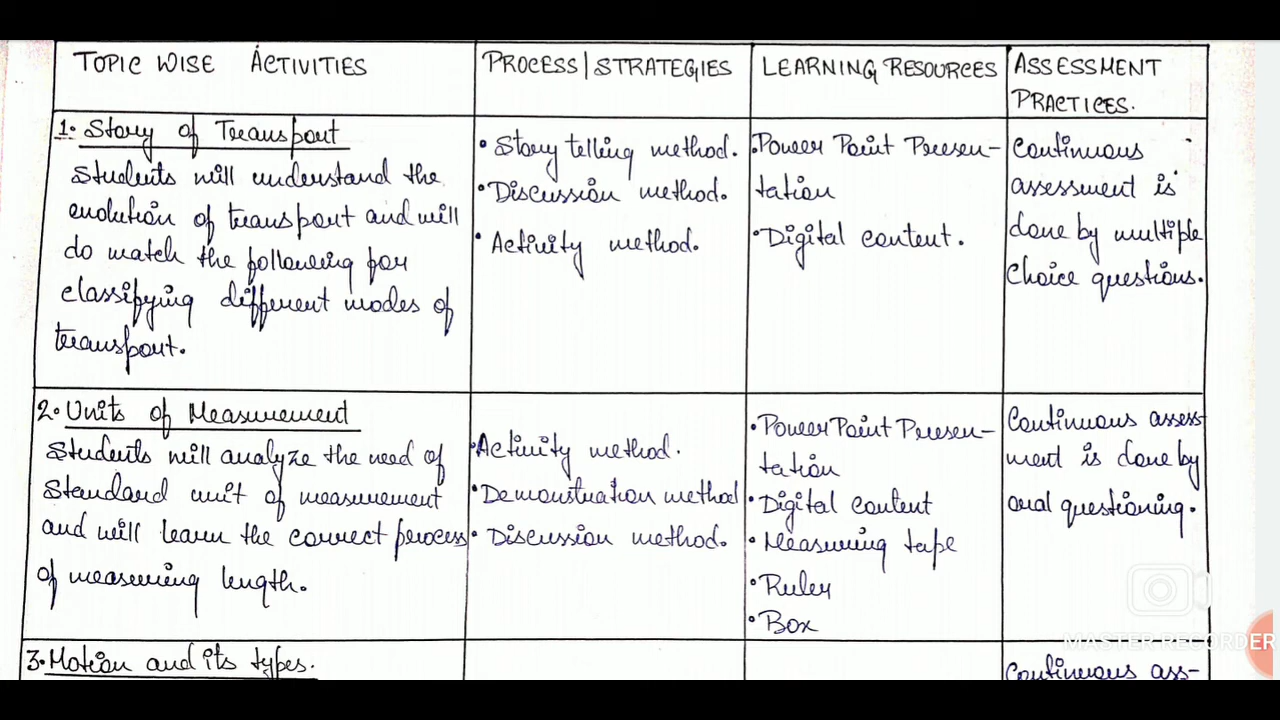 TOPIC WISE ACTIVITIES
PROCESS/STRATEGIES
LEARNING RESOURCES
ASSESSMENT
PRACTICES.
1. Story of Transport
Students will understand the
evolution of transport and will
do match the following for
classifying different modes of
transport.
• Story telling method.
• Discussion method.
• Activity method.
• Power Point Presen-
tation
• Digital content.
Continuous
assessment is
done by multiple
choice questions.
2. Units of Measurement
Students will analyze the need of
standard unit of measurement
and will learn the correct process
of measuring length.
• Activity method.
• Demonstration method
• Discussion method.
• Power Point Presen-
tation
• Digital content
• Measuring tape
• Ruler
• Box
Continuous assess-
ment is done by
oral questioning.
3. Motion and its types.
Continuous ass-
MASTER RECORDER